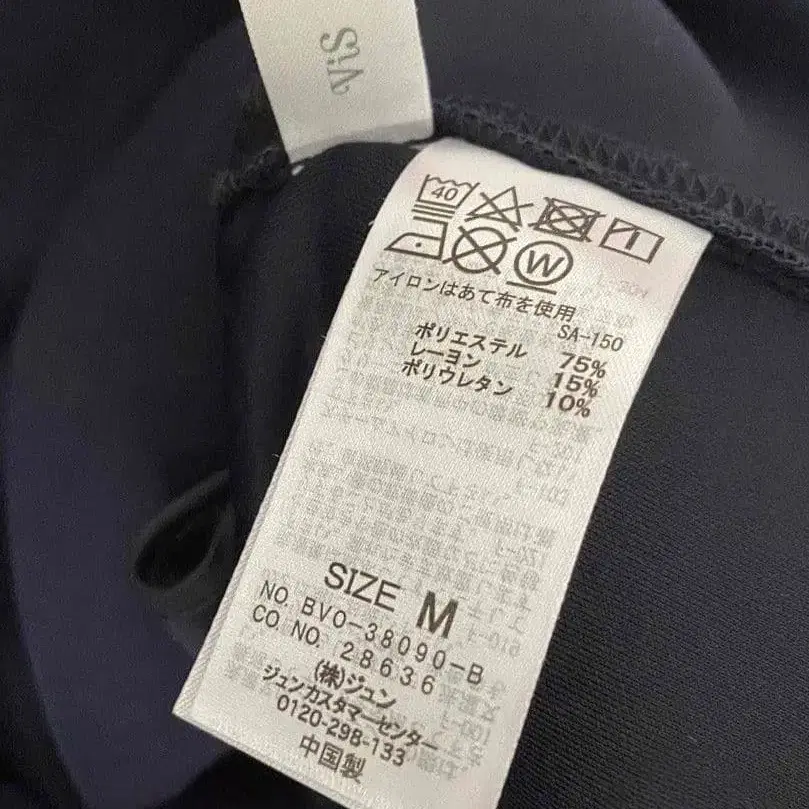 ViS
40
W
アイロンはあて布を使用
SA-150
ポリエステル 75%
レーヨン 15%
ポリウレタン 10%
SIZE M
NO. BVO-38090-B
CO. NO. 28636
(株)ジュン
ジュンカスタマーセンター
0120-298-133
中国製